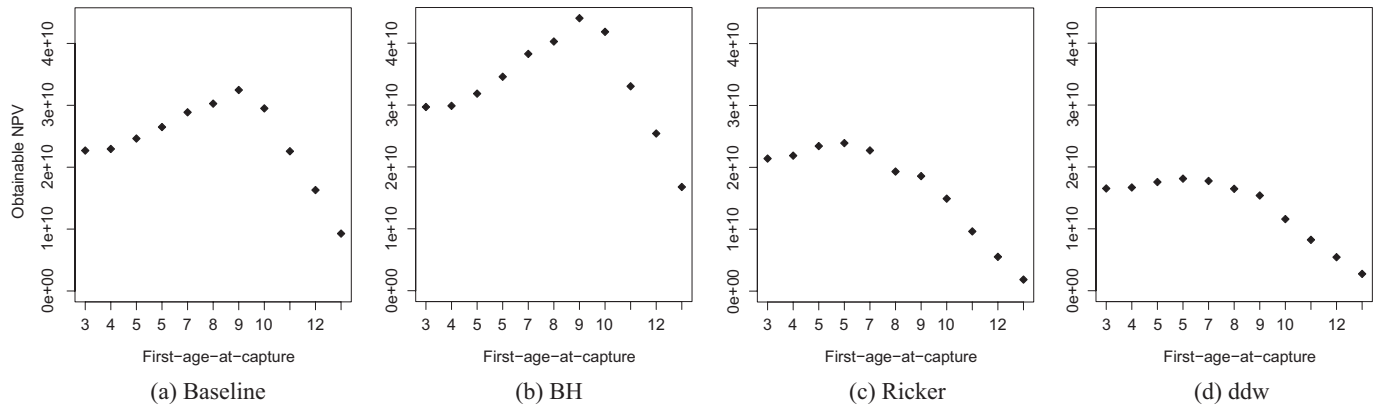 Obtainable NPV
0e+00 1e+10 2e+10 3e+10 4e+10
3 4 5 6 7 8 9 10 12
First−age−at−capture
(a) Baseline
0e+00 1e+10 2e+10 3e+10 4e+10
3 4 5 6 7 8 9 10 12
First−age−at−capture
(b) BH
0e+00 1e+10 2e+10 3e+10 4e+10
3 4 5 6 7 8 9 10 12
First−age−at−capture
(c) Ricker
0e+00 1e+10 2e+10 3e+10 4e+10
3 4 5 6 7 8 9 10 12
First−age−at−capture
(d) ddw